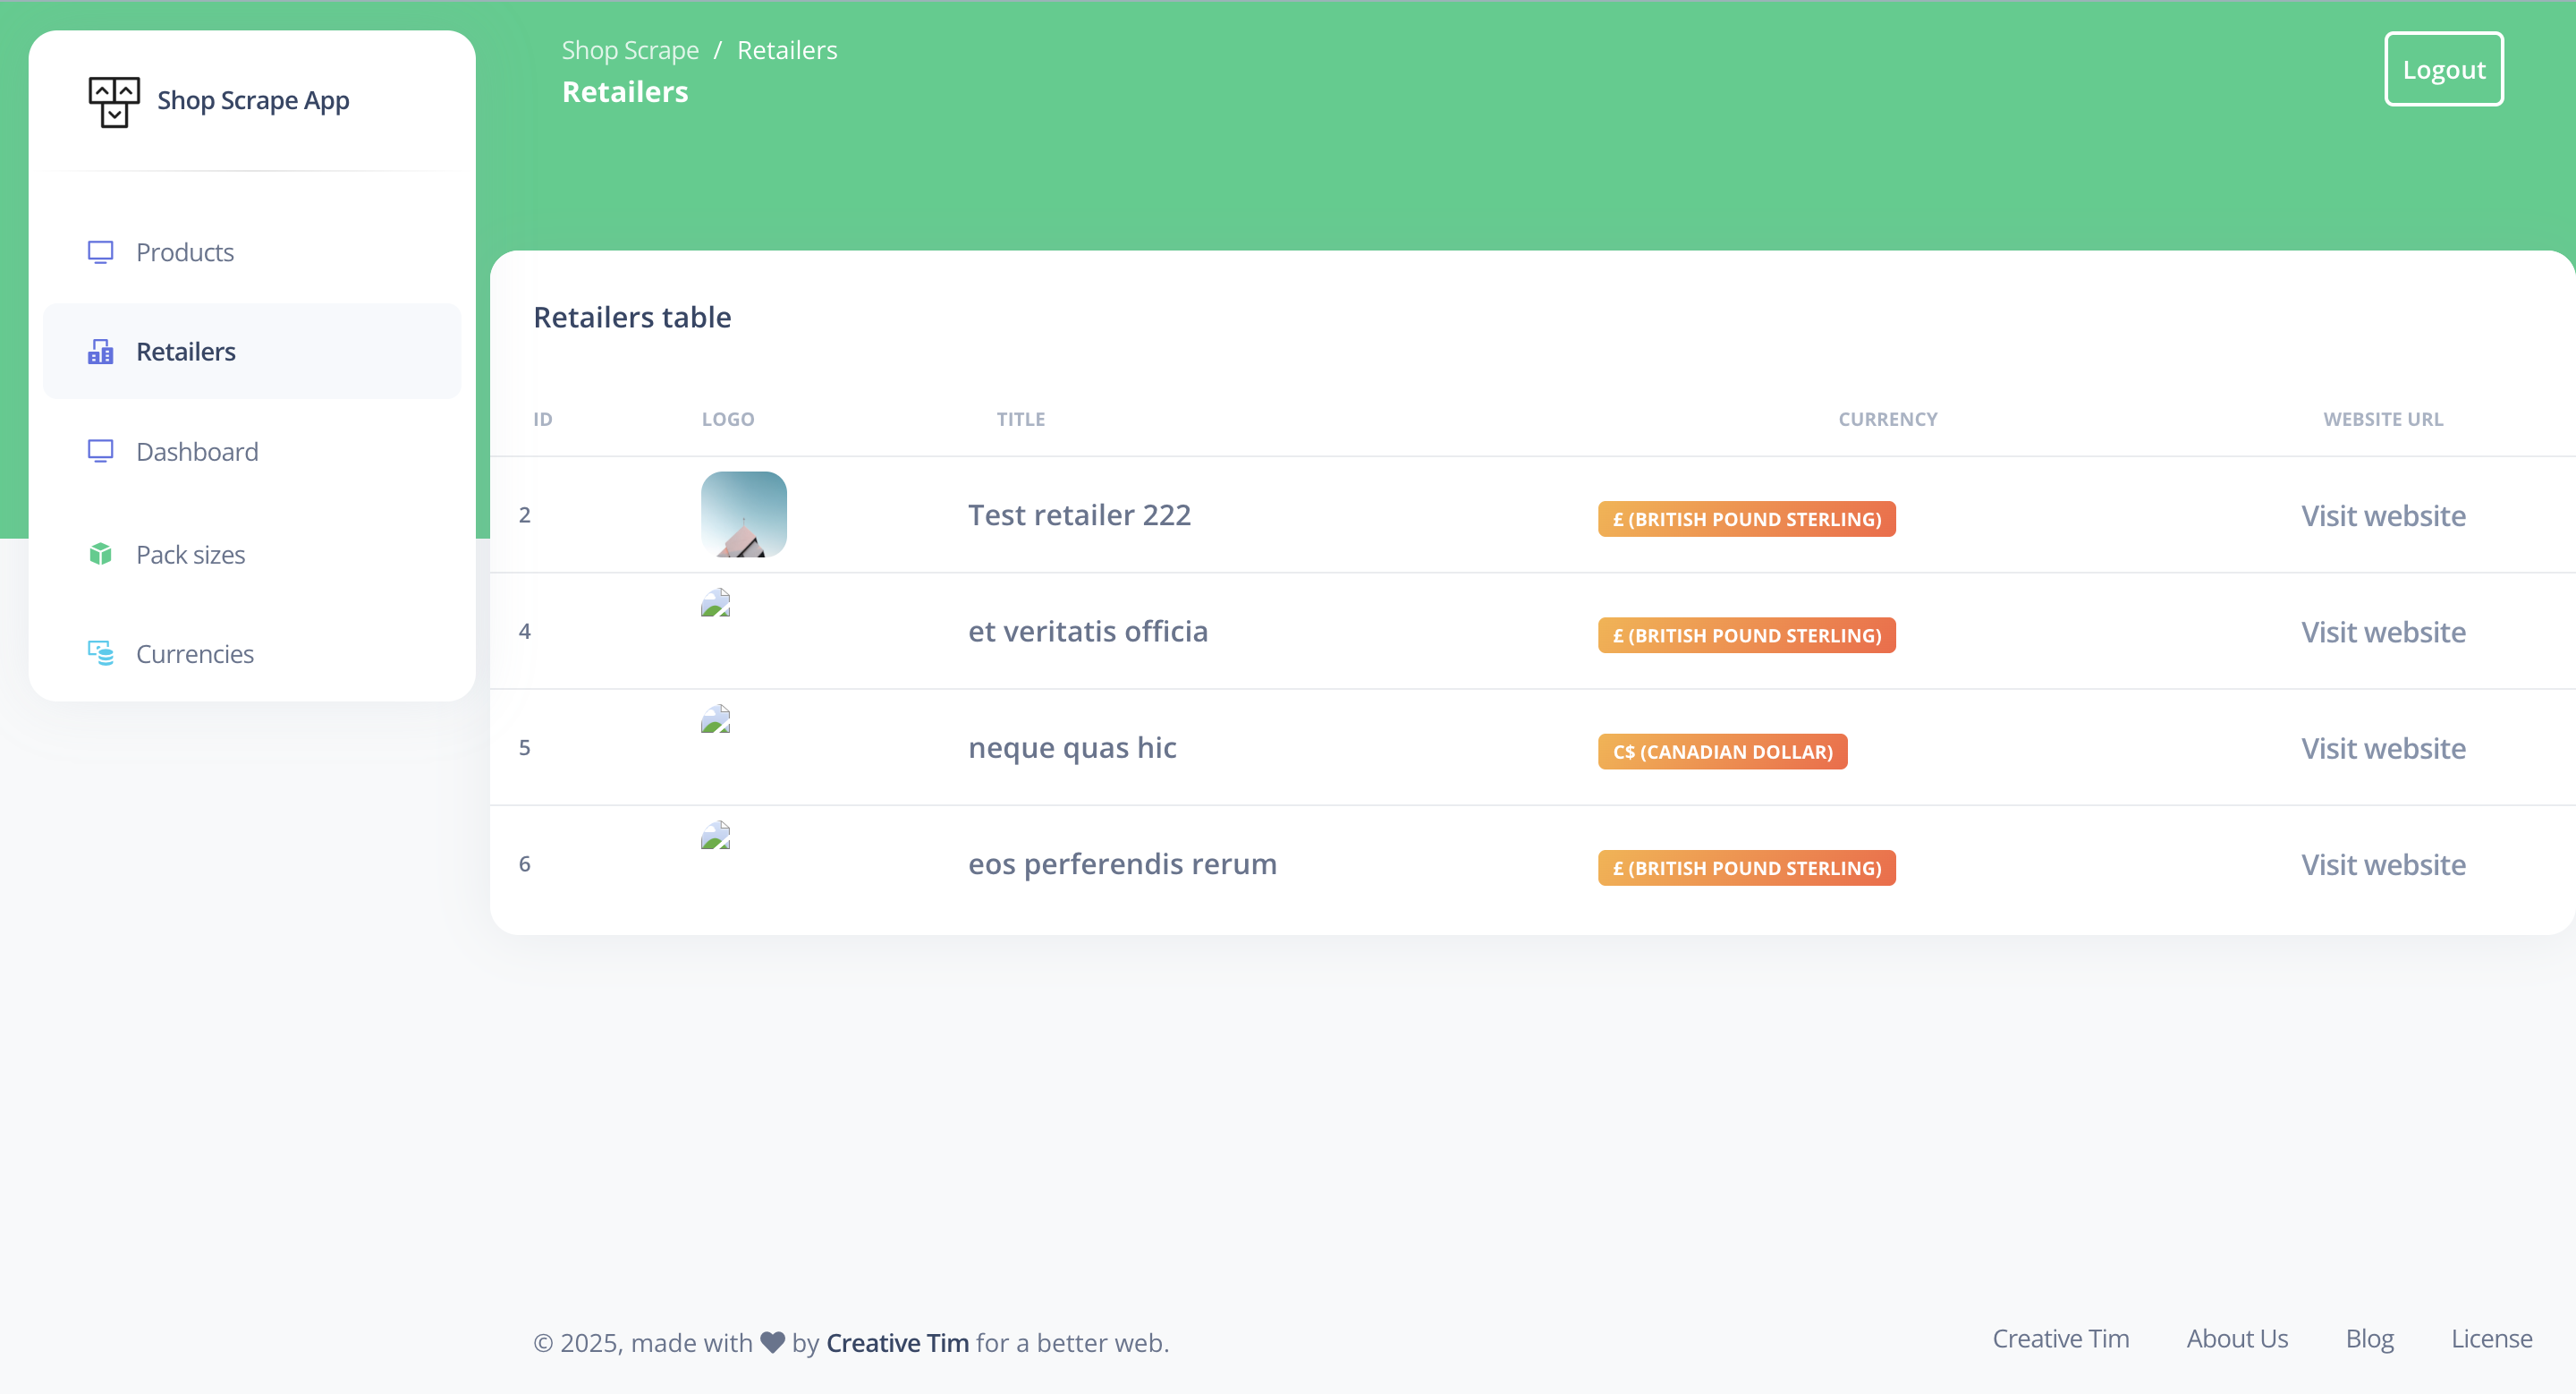 Shop Scrape App
Products
Retailers
Dashboard
Pack sizes
Currencies
Shop Scrape / Retailers
Retailers
Logout
Retailers table
ID LOGO TITLE CURRENCY WEBSITE URL
2 Test retailer 222 £ (BRITISH POUND STERLING) Visit website
4 et veritatis officia £ (BRITISH POUND STERLING) Visit website
5 neque quas hic C$ (CANADIAN DOLLAR) Visit website
6 eos perferendis rerum £ (BRITISH POUND STERLING) Visit website
© 2025, made with ♥ by Creative Tim for a better web.
Creative Tim About Us Blog License